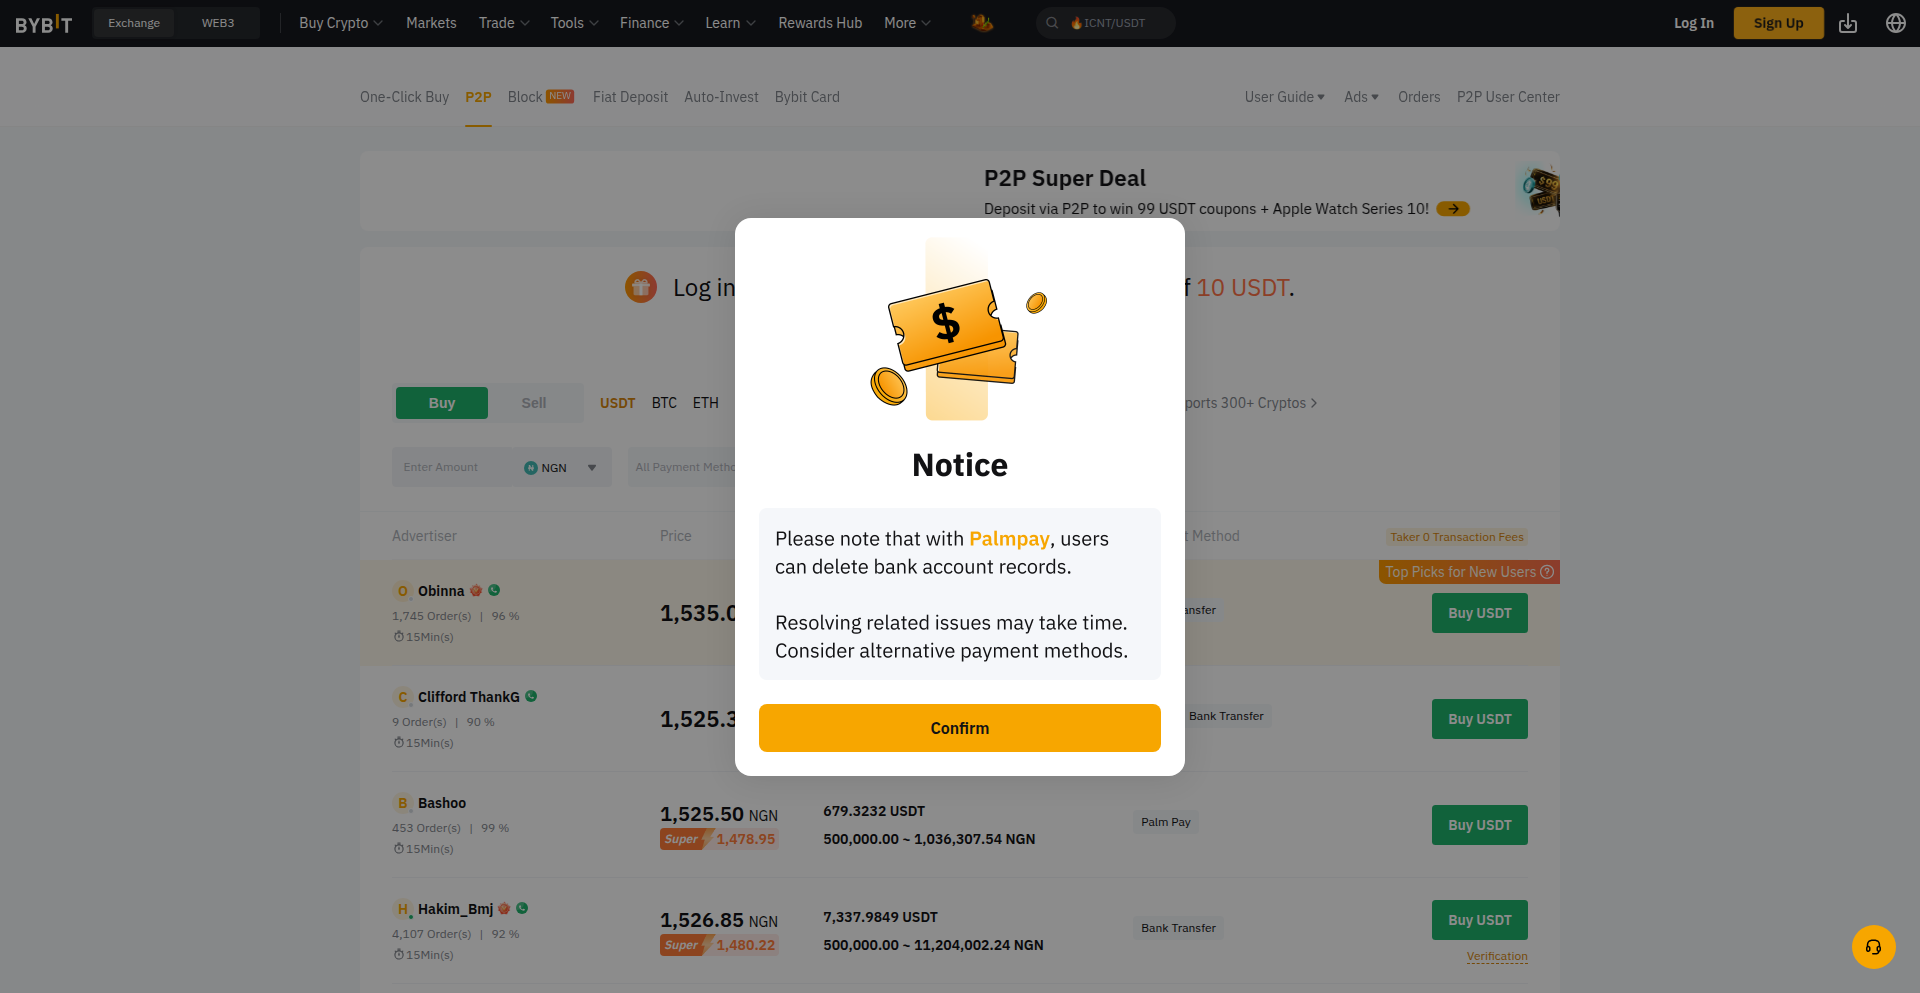 BYBIT Exchange WEB3 Buy Crypto Markets Trade Tools Finance Learn Rewards Hub More ICNT/USDT Log In Sign Up
One-Click Buy P2P Block NEW Fiat Deposit Auto-Invest Bybit Card User Guide Ads Orders P2P User Center
P2P Super Deal
Deposit via P2P to win 99 USDT coupons + Apple Watch Series 10!
Log in
10 USDT.
Buy Sell USDT BTC ETH
ports 300+ Cryptos
Enter Amount NGN All Payment Metho
$
Notice
Please note that with Palmpay, users
can delete bank account records.
Resolving related issues may take time.
Consider alternative payment methods.
Confirm
Advertiser Price t Method Taker 0 Transaction Fees
Top Picks for New Users
Obinna
1,745 Order(s) | 96 %
15Min(s)
1,535.0
ansfer
Buy USDT
Clifford ThankG
9 Order(s) | 90 %
15Min(s)
1,525.3
Bank Transfer
Buy USDT
Bashoo
453 Order(s) | 99 %
15Min(s)
1,525.50 NGN
Super 1,478.95
679.3232 USDT
500,000.00 ~ 1,036,307.54 NGN
Palm Pay
Buy USDT
Hakim_Bmj
4,107 Order(s) | 92 %
15Min(s)
1,526.85 NGN
Super 1,480.22
7,337.9849 USDT
500,000.00 ~ 11,204,002.24 NGN
Bank Transfer
Buy USDT
Verification